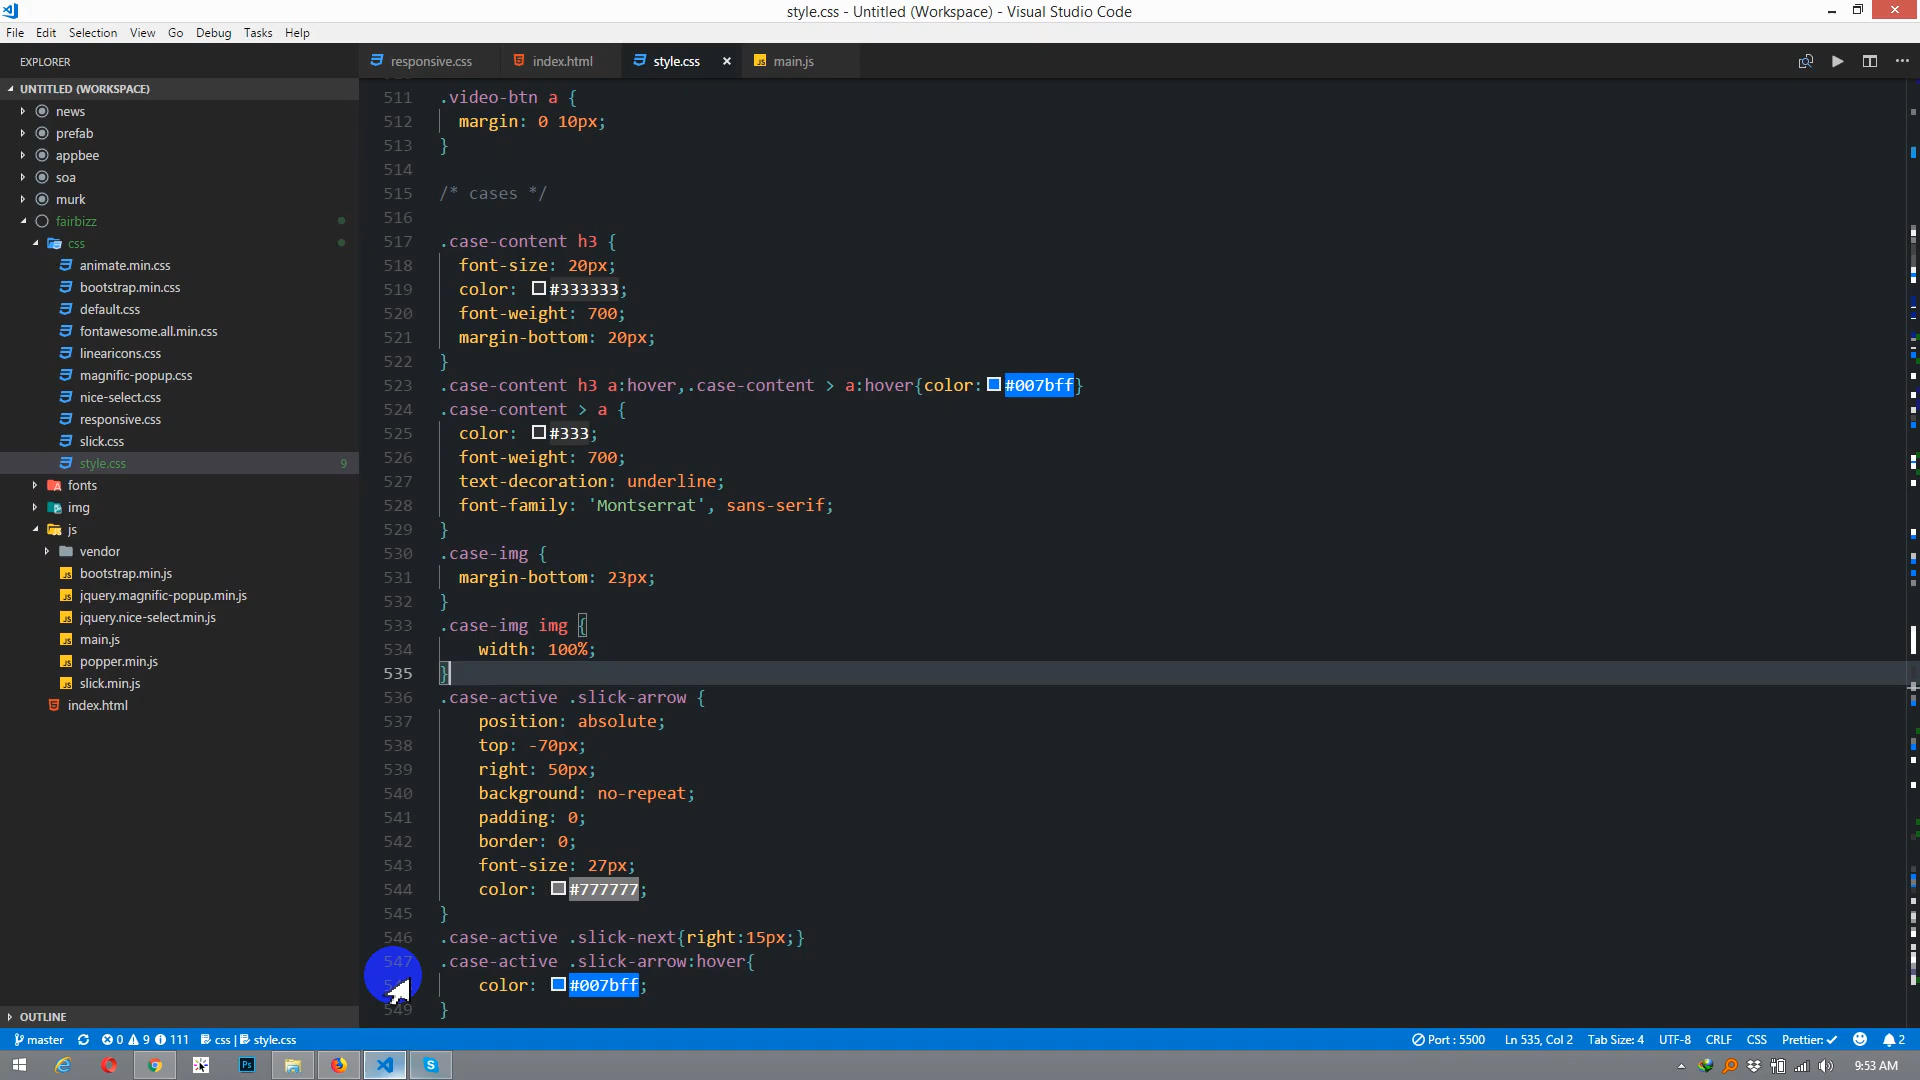 style.css - Untitled (Workspace) - Visual Studio Code
File Edit Selection View Go Debug Tasks Help
EXPLORER
responsive.css index.html style.css × main.js
UNTITLED (WORKSPACE)
news
prefab
appbee
soa
murk
fairbizz
css
animate.min.css
bootstrap.min.css
default.css
fontawesome.all.min.css
linearicons.css
magnific-popup.css
nice-select.css
responsive.css
slick.css
style.css 9
fonts
img
js
vendor
bootstrap.min.js
jquery.magnific-popup.min.js
jquery.nice-select.min.js
main.js
popper.min.js
slick.min.js
index.html
OUTLINE
511 .video-btn a {
512 margin: 0 10px;
513 }
514
515 /* cases */
516
517 .case-content h3 {
518 font-size: 20px;
519 color: #333333;
520 font-weight: 700;
521 margin-bottom: 20px;
522 }
523 .case-content h3 a:hover,.case-content > a:hover{color:#007bff}
524 .case-content > a {
525 color: #333;
526 font-weight: 700;
527 text-decoration: underline;
528 font-family: 'Montserrat', sans-serif;
529 }
530 .case-img {
531 margin-bottom: 23px;
532 }
533 .case-img img {
534 width: 100%;
535 }
536 .case-active .slick-arrow {
537 position: absolute;
538 top: -70px;
539 right: 50px;
540 background: no-repeat;
541 padding: 0;
542 border: 0;
543 font-size: 27px;
544 color: #777777;
545 }
546 .case-active .slick-next{right:15px;}
547 .case-active .slick-arrow:hover{
color: #007bff;
549 }
master 0 9 111 css | style.css Port : 5500 Ln 535, Col 2 Tab Size: 4 UTF-8 CRLF CSS Prettier: ✓ 2
Ps 9:53 AM